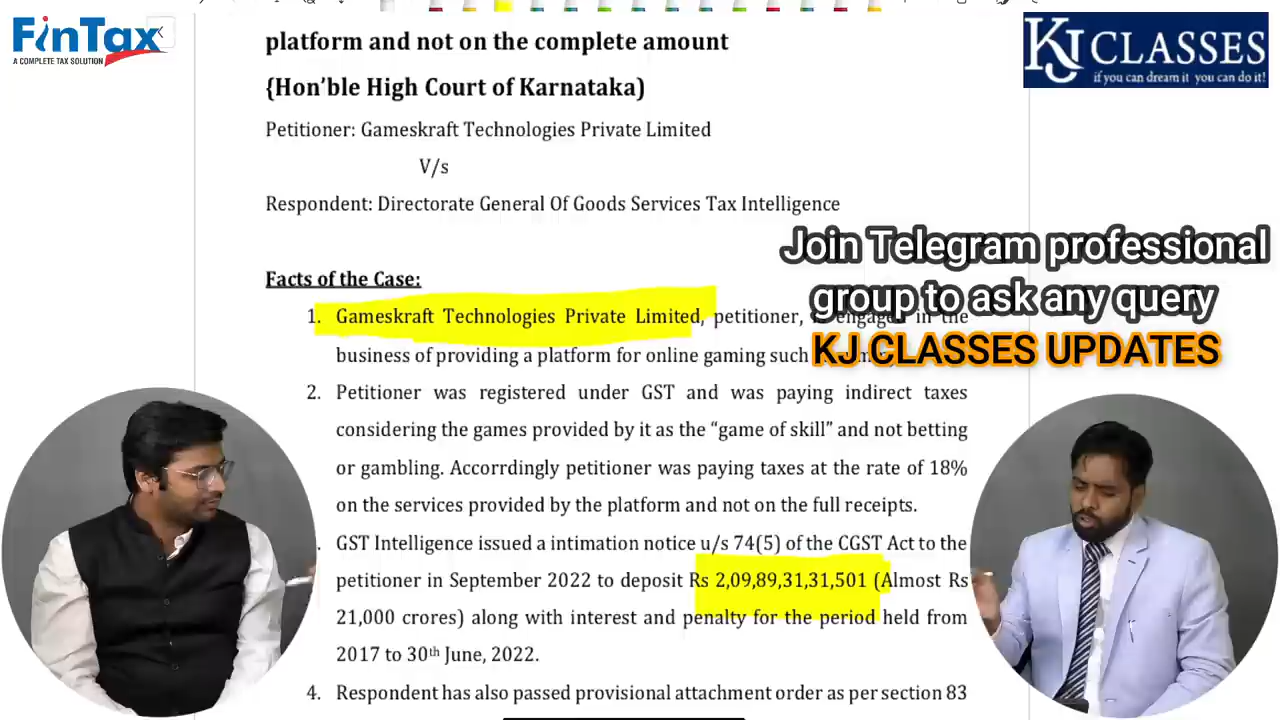 FinTax
A COMPLETE TAX SOLUTION
KJ CLASSES
if you can dream it you can do it!
platform and not on the complete amount
{Hon’ble High Court of Karnataka)
Petitioner: Gameskraft Technologies Private Limited
V/s
Respondent: Directorate General Of Goods Services Tax Intelligence
Join Telegram professional
group to ask any query
KJ CLASSES UPDATES
Facts of the Case:
1. Gameskraft Technologies Private Limited, petitioner, is engaged in the
business of providing a platform for online gaming such
2. Petitioner was registered under GST and was paying indirect taxes
considering the games provided by it as the “game of skill” and not betting
or gambling. Accorrdingly petitioner was paying taxes at the rate of 18%
on the services provided by the platform and not on the full receipts.
. GST Intelligence issued a intimation notice u/s 74(5) of the CGST Act to the
petitioner in September 2022 to deposit Rs 2,09,89,31,31,501 (Almost Rs
21,000 crores) along with interest and penalty for the period held from
2017 to 30th June, 2022.
4. Respondent has also passed provisional attachment order as per section 83